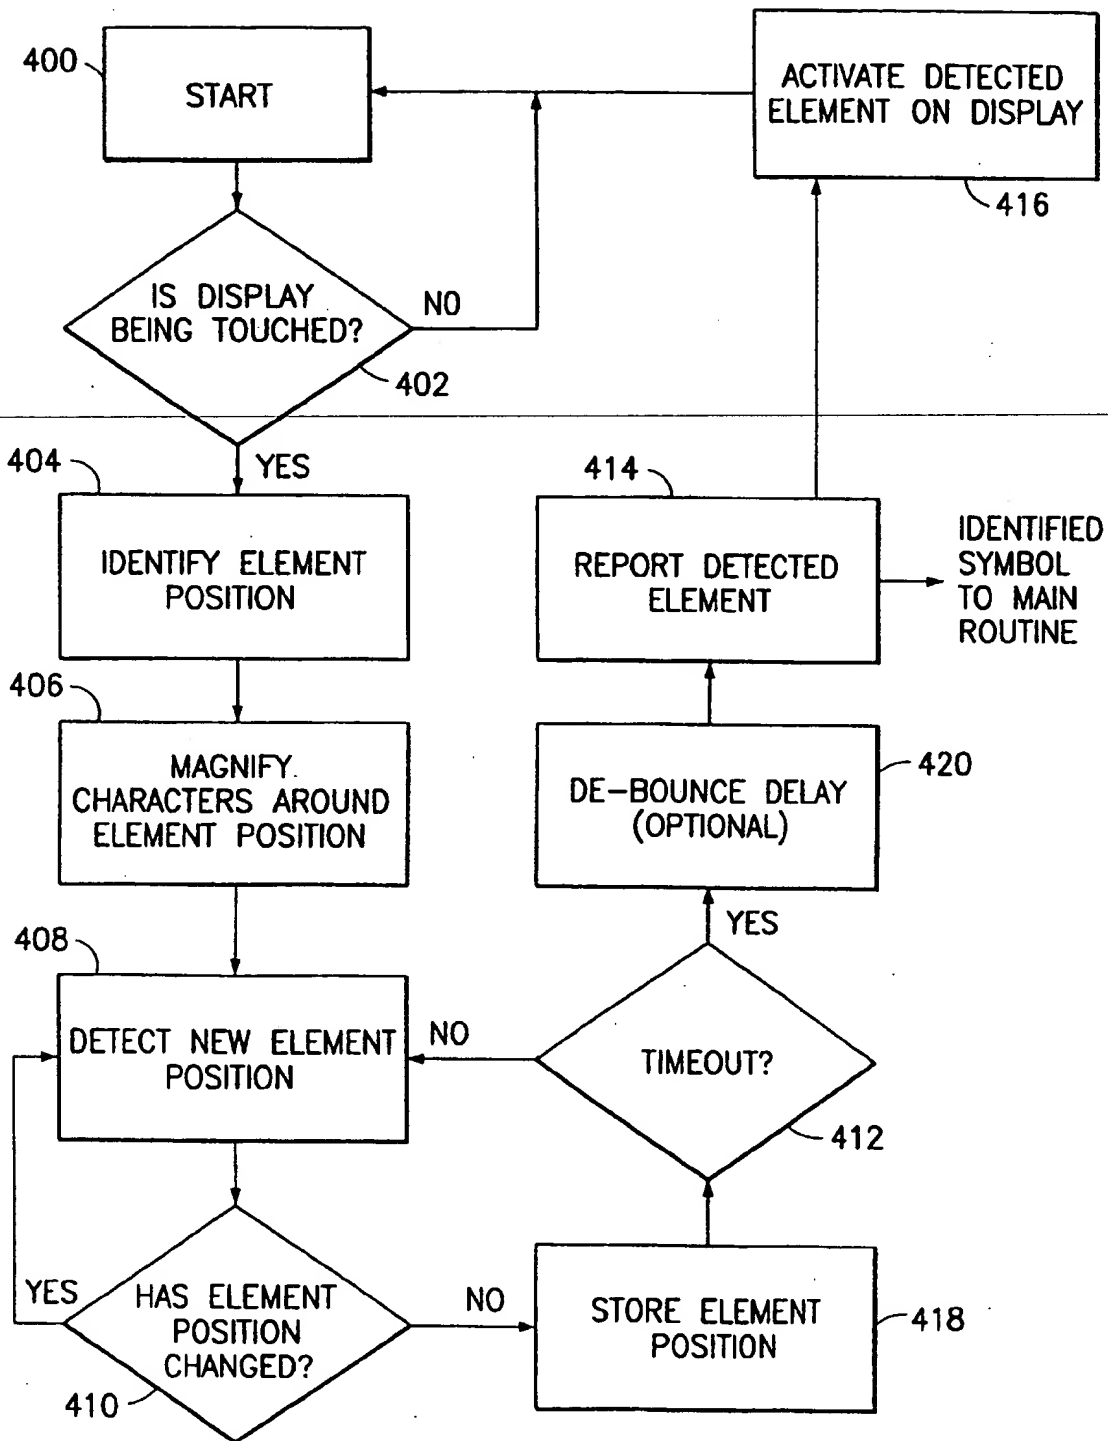 400
START
ACTIVATE DETECTED
ELEMENT ON DISPLAY
416
IS DISPLAY
BEING TOUCHED?
NO
402
YES
404
IDENTIFY ELEMENT
POSITION
414
REPORT DETECTED
ELEMENT
IDENTIFIED
SYMBOL
TO MAIN
ROUTINE
406
MAGNIFY
CHARACTERS AROUND
ELEMENT POSITION
DE-BOUNCE DELAY
(OPTIONAL)
420
YES
408
DETECT NEW ELEMENT
POSITION
NO
TIMEOUT?
412
YES
HAS ELEMENT
POSITION
CHANGED?
NO
410
STORE ELEMENT
POSITION
418